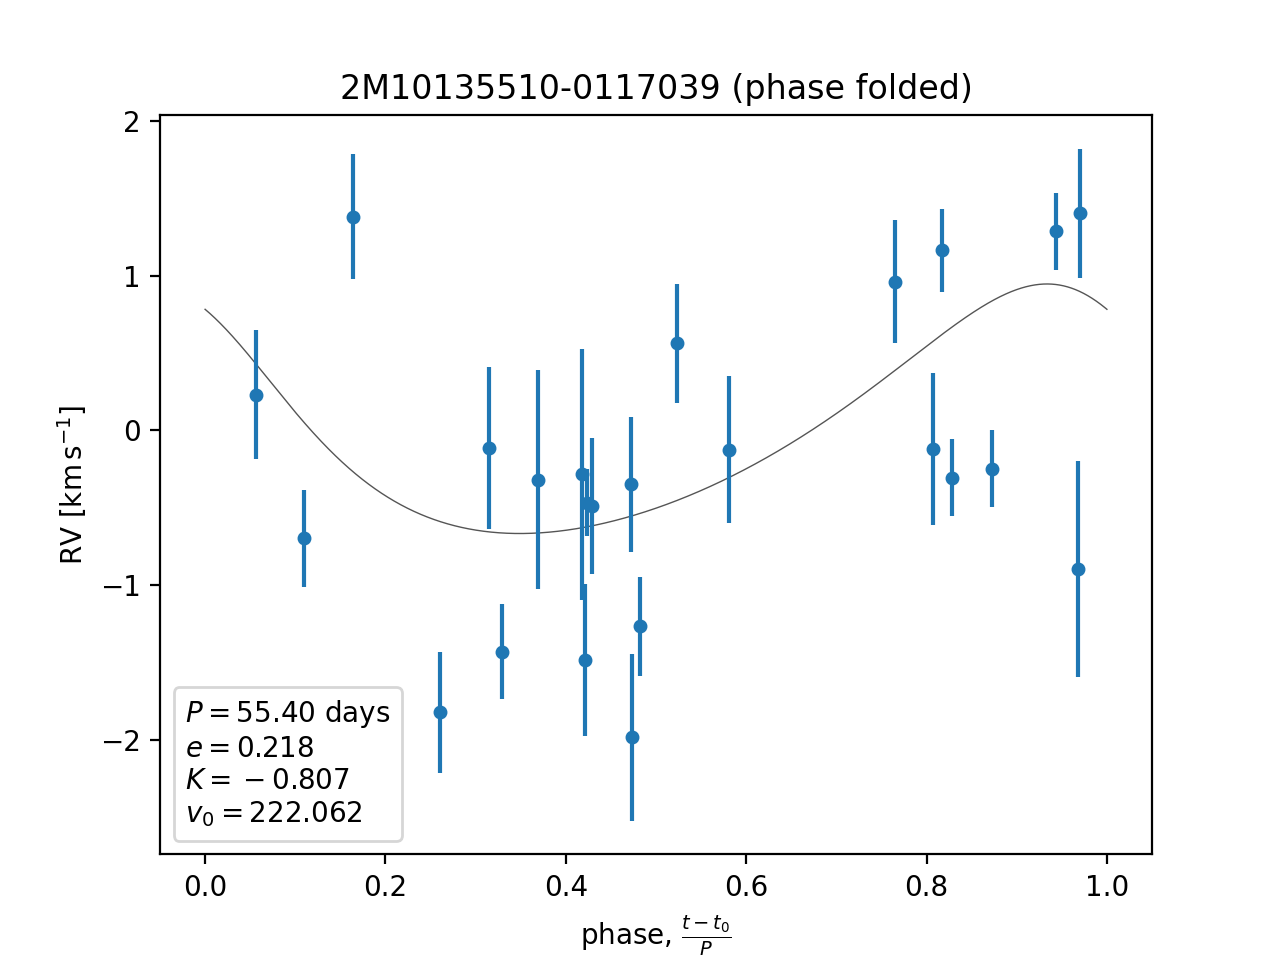 2M10135510-0117039 (phase folded)
2
1
0
−1
−2
RV [km s⁻¹]
P = 55.40 days
e = 0.218
K = −0.807
v₀ = 222.062
0.0 0.2 0.4 0.6 0.8 1.0
phase, (t − t₀)/P